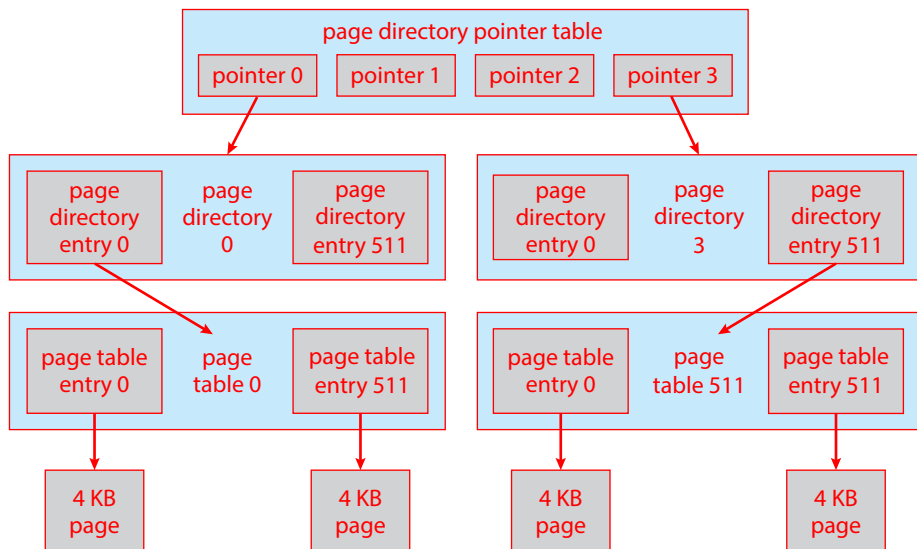 page directory pointer table
pointer 0
pointer 1
pointer 2
pointer 3
page
directory
entry 0
page
directory
0
page
directory
entry 511
page
directory
entry 0
page
directory
3
page
directory
entry 511
page table
entry 0
page
table 0
page table
entry 511
page table
entry 0
page
table 511
page table
entry 511
4 KB
page
4 KB
page
4 KB
page
4 KB
page